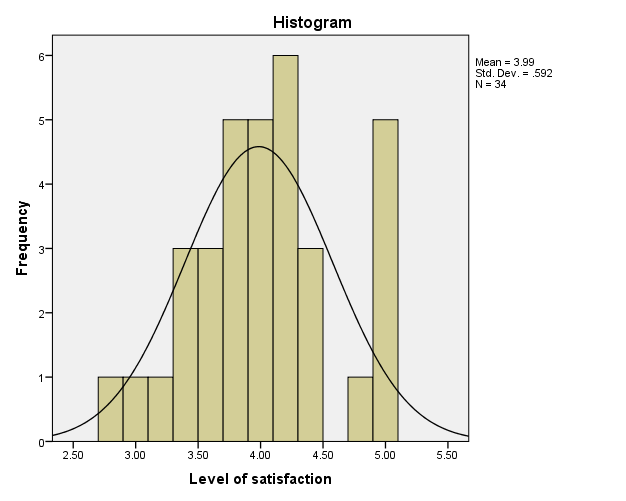 Histogram
Mean = 3.99
Std. Dev. = .592
N = 34
6
5
4
3
2
1
0
Frequency
2.50 3.00 3.50 4.00 4.50 5.00 5.50
Level of satisfaction